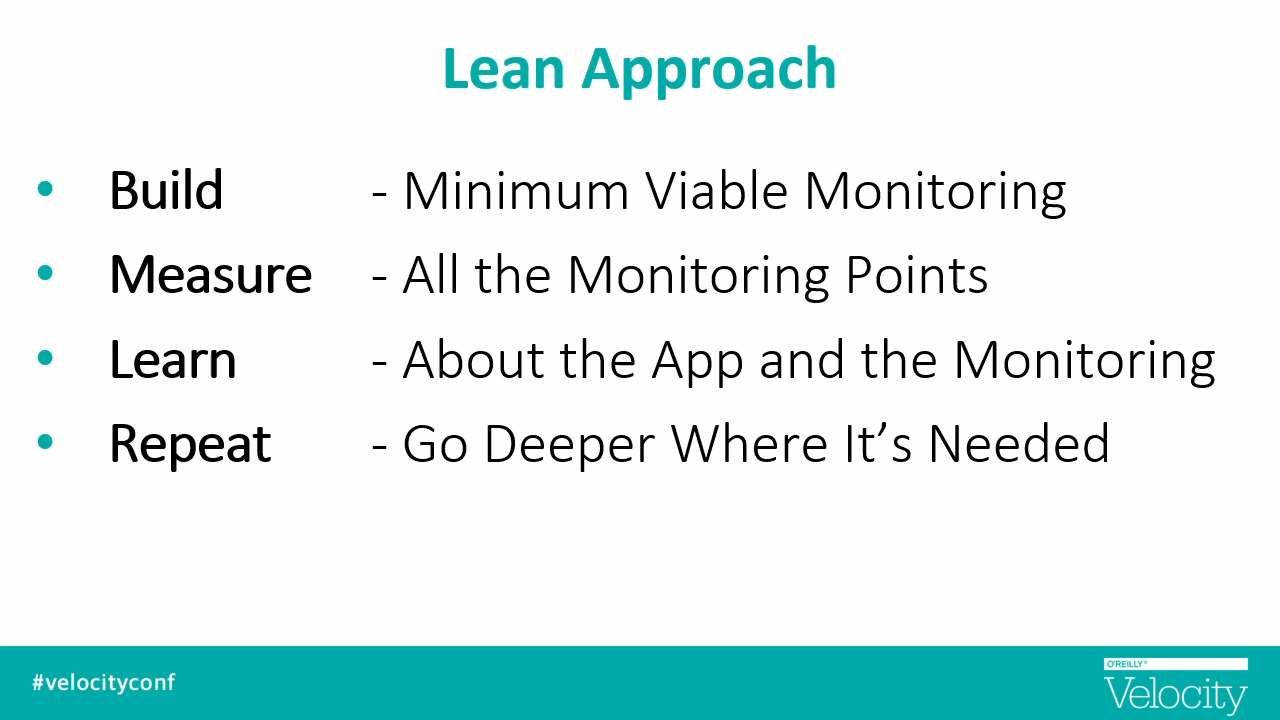 Lean Approach
• Build - Minimum Viable Monitoring
• Measure - All the Monitoring Points
• Learn - About the App and the Monitoring
• Repeat - Go Deeper Where It’s Needed
#velocityconf
O'REILLY®
Velocity